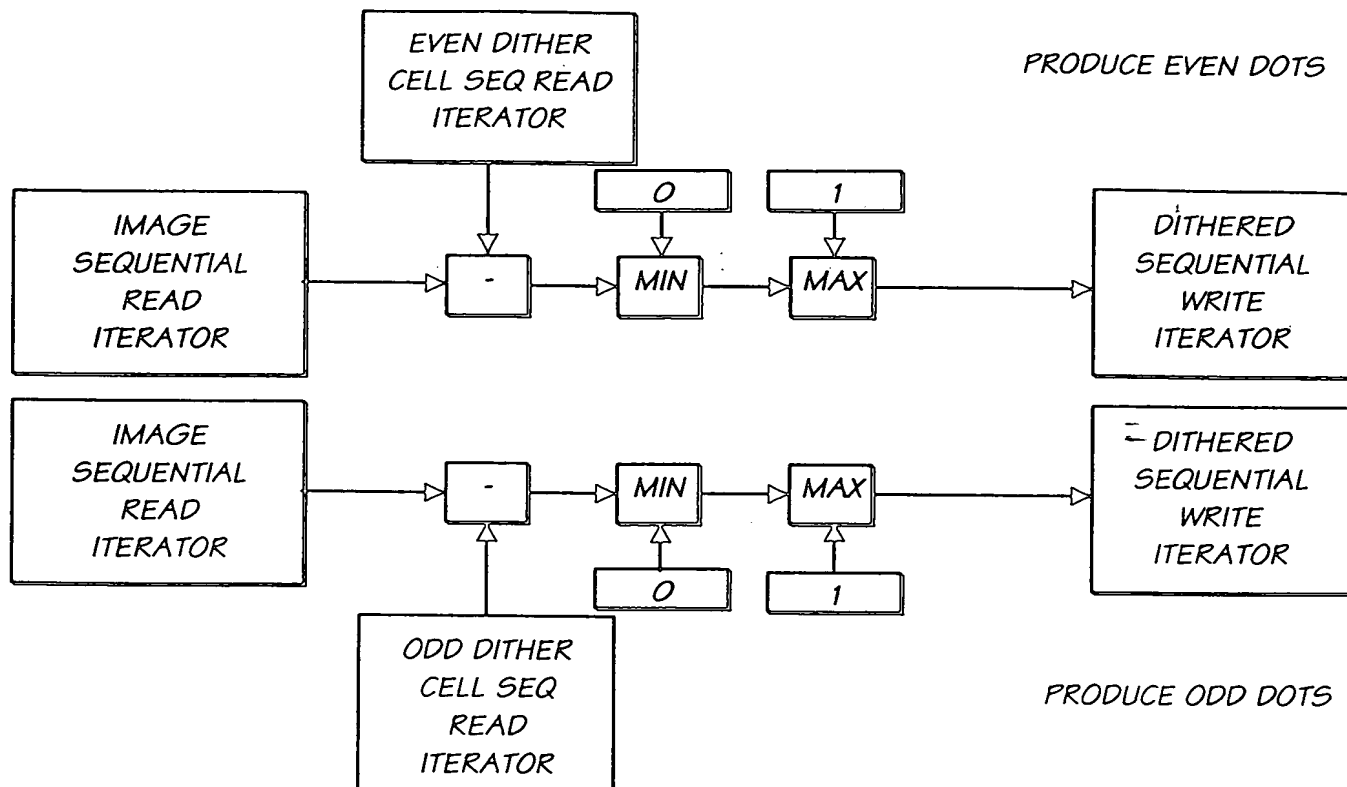 EVEN DITHER
CELL SEQ READ
ITERATOR
PRODUCE EVEN DOTS
0
1
IMAGE
SEQUENTIAL
READ
ITERATOR
-
MIN
MAX
DITHERED
SEQUENTIAL
WRITE
ITERATOR
IMAGE
SEQUENTIAL
READ
ITERATOR
-
MIN
MAX
DITHERED
SEQUENTIAL
WRITE
ITERATOR
0
1
ODD DITHER
CELL SEQ
READ
ITERATOR
PRODUCE ODD DOTS